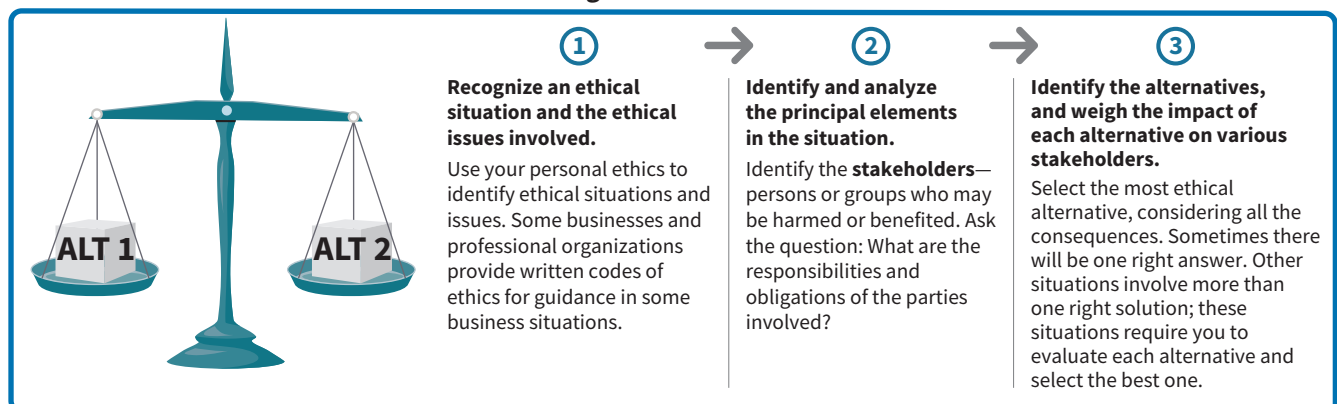 ALT 1
ALT 2
1
Recognize an ethical
situation and the ethical
issues involved.
Use your personal ethics to
identify ethical situations and
issues. Some businesses and
professional organizations
provide written codes of
ethics for guidance in some
business situations.
2
Identify and analyze
the principal elements
in the situation.
Identify the stakeholders—
persons or groups who may
be harmed or benefited. Ask
the question: What are the
responsibilities and
obligations of the parties
involved?
3
Identify the alternatives,
and weigh the impact of
each alternative on various
stakeholders.
Select the most ethical
alternative, considering all the
consequences. Sometimes there
will be one right answer. Other
situations involve more than
one right solution; these
situations require you to
evaluate each alternative and
select the best one.